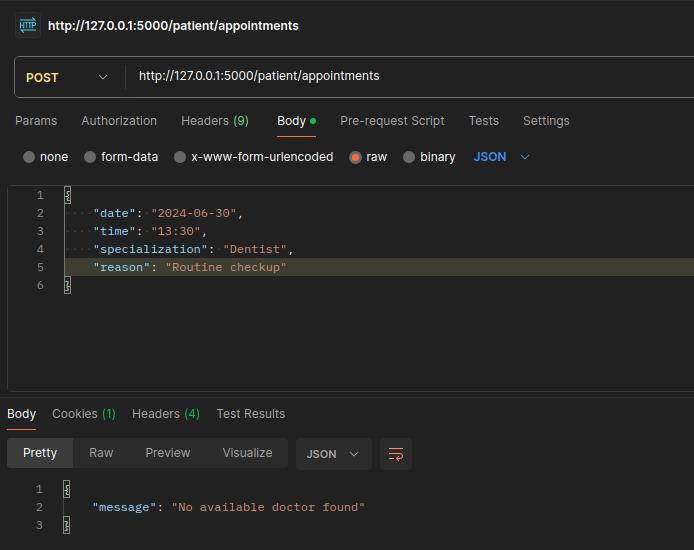 HTTP http://127.0.0.1:5000/patient/appointments
POST http://127.0.0.1:5000/patient/appointments
Params Authorization Headers (9) Body Pre-request Script Tests Settings
none form-data x-www-form-urlencoded raw binary JSON
1 {
2 "date": "2024-06-30",
3 "time": "13:30",
4 "specialization": "Dentist",
5 "reason": "Routine checkup"
6 }
Body Cookies (1) Headers (4) Test Results
Pretty Raw Preview Visualize JSON
1 {
2 "message": "No available doctor found"
3 }